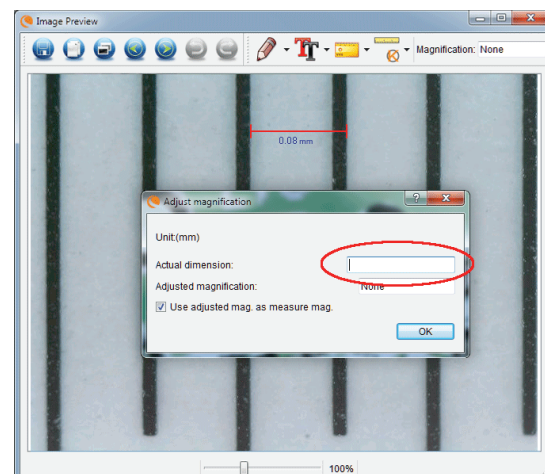 Image Preview
Magnification: None
0.08 mm
Adjust magnification
Unit:(mm)
Actual dimension:
Adjusted magnification: None
Use adjusted mag. as measure mag.
OK
100%